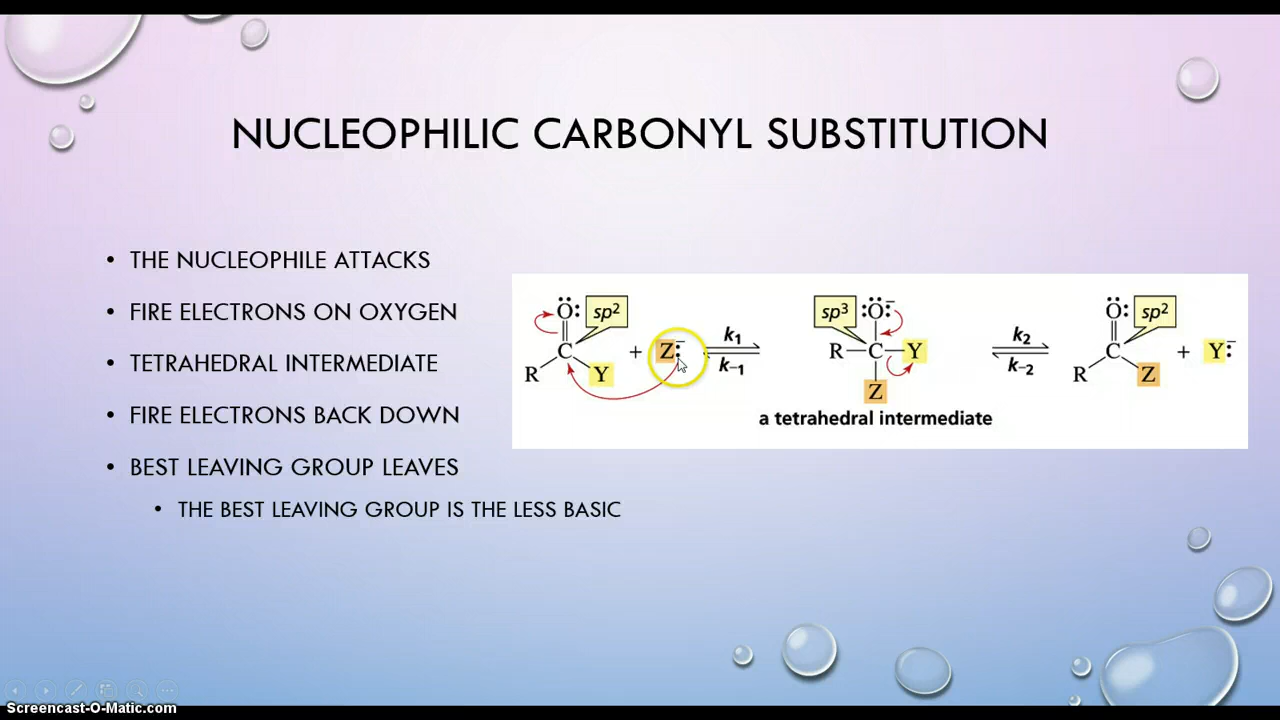 NUCLEOPHILIC CARBONYL SUBSTITUTION
• THE NUCLEOPHILE ATTACKS
• FIRE ELECTRONS ON OXYGEN
• TETRAHEDRAL INTERMEDIATE
• FIRE ELECTRONS BACK DOWN
• BEST LEAVING GROUP LEAVES
• THE BEST LEAVING GROUP IS THE LESS BASIC
:Ö: sp2
C
R Y
+ Z:⁻
k1
k−1
sp3 :Ö:⁻
R—C—Y
Z
a tetrahedral intermediate
k2
k−2
:Ö: sp2
C
R Z
+ Y:⁻
Screencast-O-Matic.com